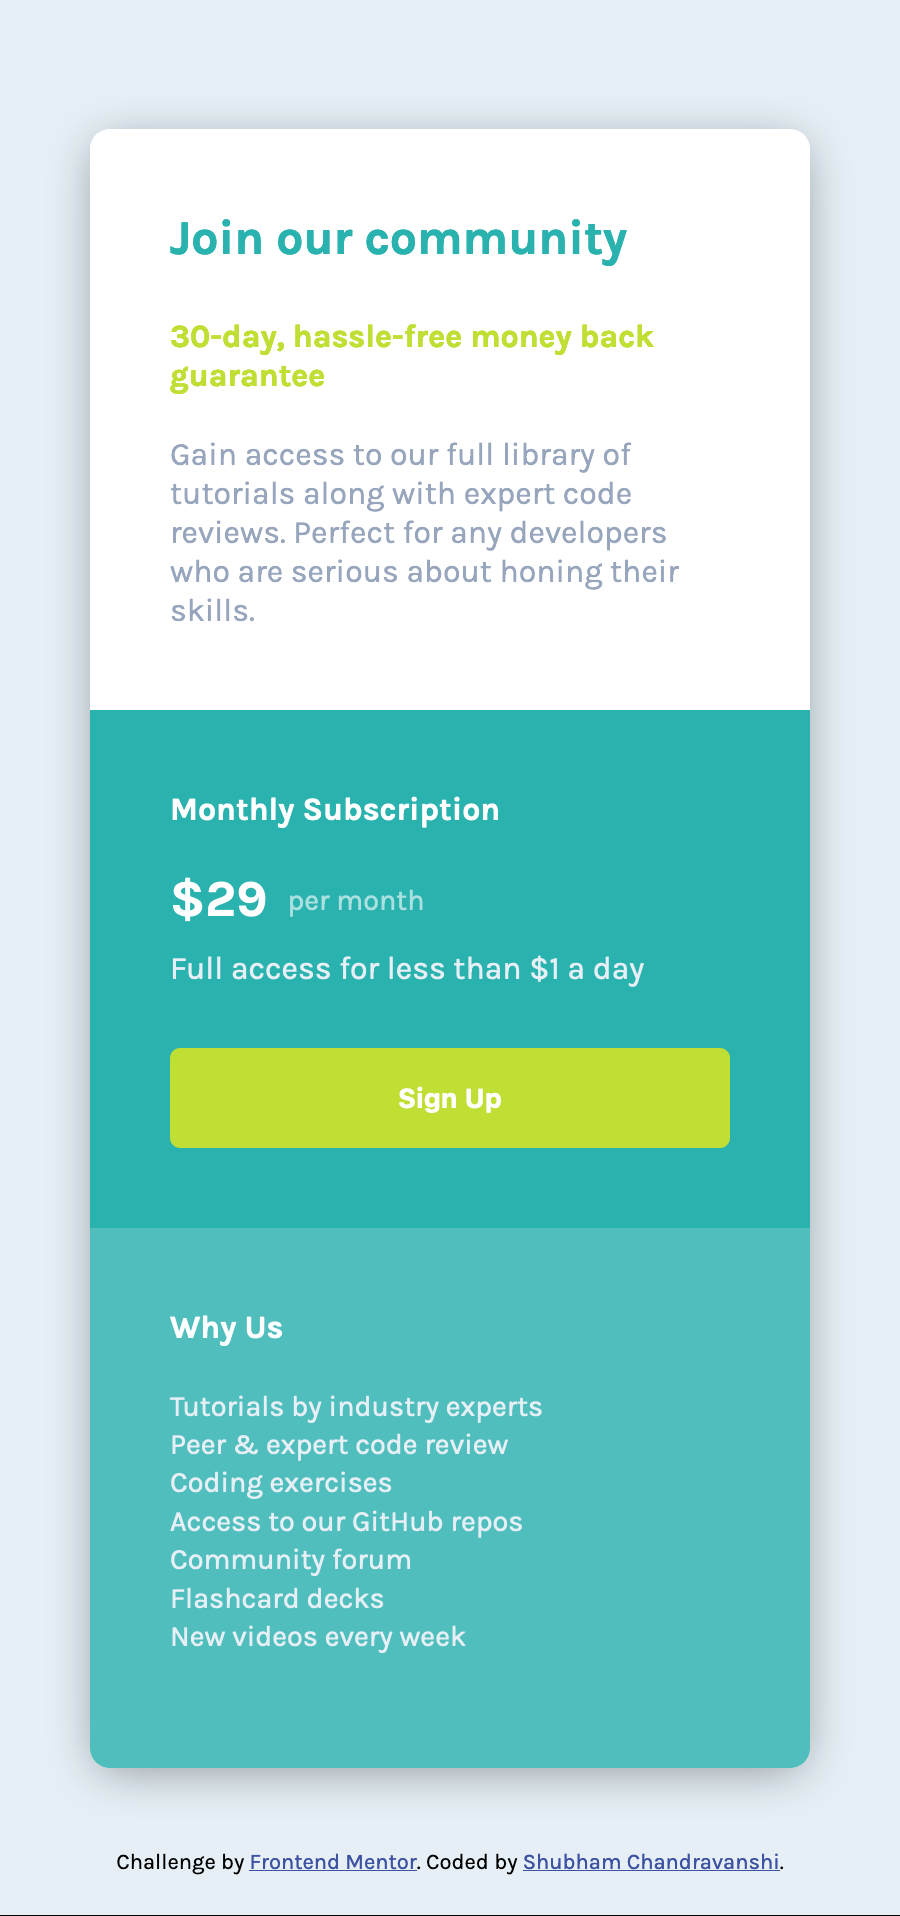 Join our community
30-day, hassle-free money back
guarantee
Gain access to our full library of
tutorials along with expert code
reviews. Perfect for any developers
who are serious about honing their
skills.
Monthly Subscription
$29 per month
Full access for less than $1 a day
Sign Up
Why Us
Tutorials by industry experts
Peer & expert code review
Coding exercises
Access to our GitHub repos
Community forum
Flashcard decks
New videos every week
Challenge by Frontend Mentor. Coded by Shubham Chandravanshi.